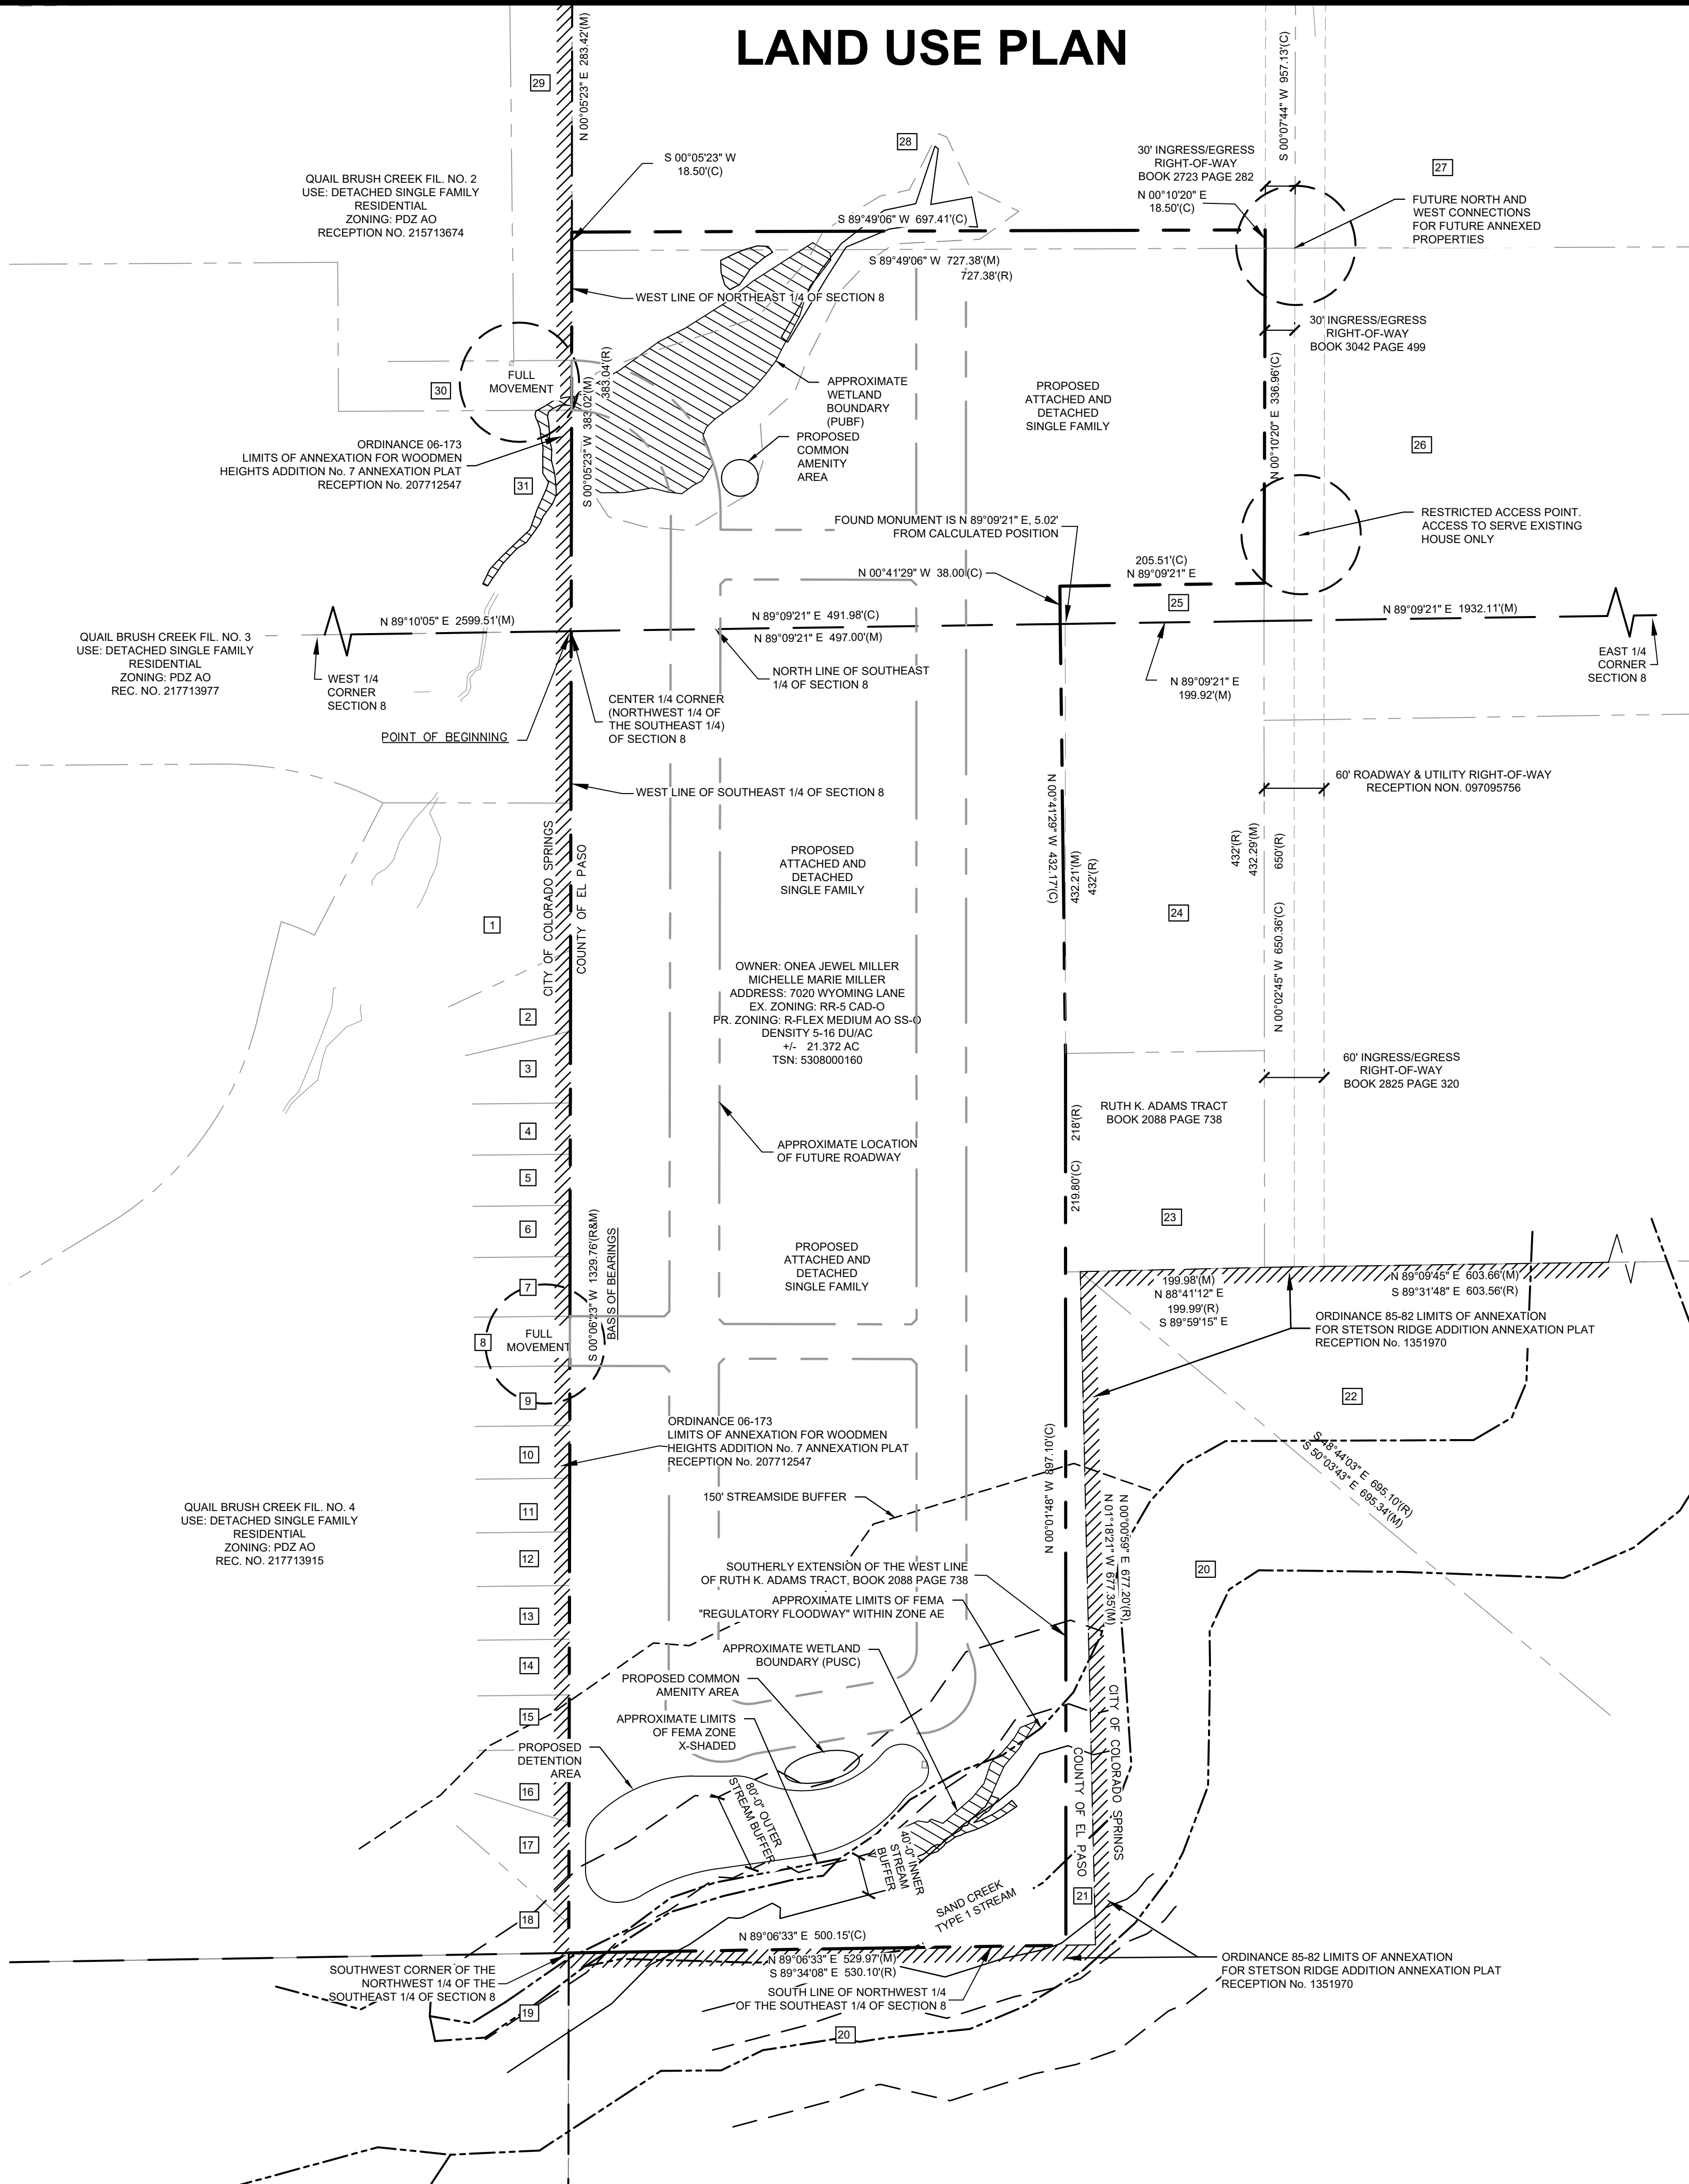 LAND USE PLAN
N 00°05'23" E 283.42'(M)
S 00°07'44" W 957.13'(C)
29
28
27
S 00°05'23" W
18.50'(C)
30' INGRESS/EGRESS
RIGHT-OF-WAY
BOOK 2723 PAGE 282
N 00°10'20" E
18.50'(C)
QUAIL BRUSH CREEK FIL. NO. 2
USE: DETACHED SINGLE FAMILY
RESIDENTIAL
ZONING: PDZ AO
RECEPTION NO. 215713674
FUTURE NORTH AND
WEST CONNECTIONS
FOR FUTURE ANNEXED
PROPERTIES
S 89°49'06" W 697.41'(C)
S 89°49'06" W 727.38'(M)
727.38'(R)
WEST LINE OF NORTHEAST 1/4 OF SECTION 8
30' INGRESS/EGRESS
RIGHT-OF-WAY
BOOK 3042 PAGE 499
FULL
MOVEMENT
30
S 00°05'23" W 383.02'(M)
383.04'(R)
APPROXIMATE
WETLAND
BOUNDARY
(PUBF)
PROPOSED
ATTACHED AND
DETACHED
SINGLE FAMILY
N 00°10'20" E 336.96'(C)
26
PROPOSED
COMMON
AMENITY
AREA
ORDINANCE 06-173
LIMITS OF ANNEXATION FOR WOODMEN
HEIGHTS ADDITION No. 7 ANNEXATION PLAT
RECEPTION No. 207712547
31
FOUND MONUMENT IS N 89°09'21" E, 5.02'
FROM CALCULATED POSITION
RESTRICTED ACCESS POINT.
ACCESS TO SERVE EXISTING
HOUSE ONLY
N 00°41'29" W 38.00'(C)
205.51'(C)
N 89°09'21" E
25
N 89°10'05" E 2599.51'(M)
N 89°09'21" E 491.98'(C)
N 89°09'21" E 497.00'(M)
N 89°09'21" E 1932.11'(M)
QUAIL BRUSH CREEK FIL. NO. 3
USE: DETACHED SINGLE FAMILY
RESIDENTIAL
ZONING: PDZ AO
REC. NO. 217713977
WEST 1/4
CORNER
SECTION 8
NORTH LINE OF SOUTHEAST
1/4 OF SECTION 8
N 89°09'21" E
199.92'(M)
EAST 1/4
CORNER
SECTION 8
CENTER 1/4 CORNER
(NORTHWEST 1/4 OF
THE SOUTHEAST 1/4)
OF SECTION 8
POINT OF BEGINNING
WEST LINE OF SOUTHEAST 1/4 OF SECTION 8
60' ROADWAY & UTILITY RIGHT-OF-WAY
RECEPTION NON. 097095756
N 00°41'29" W 432.17'(C)
432.21'(M)
432'(R)
432'(R)
432.29'(M)
650'(R)
N 00°02'45" W 650.36'(C)
CITY OF COLORADO SPRINGS
COUNTY OF EL PASO
PROPOSED
ATTACHED AND
DETACHED
SINGLE FAMILY
1
24
OWNER: ONEA JEWEL MILLER
MICHELLE MARIE MILLER
ADDRESS: 7020 WYOMING LANE
EX. ZONING: RR-5 CAD-O
PR. ZONING: R-FLEX MEDIUM AO SS-O
DENSITY 5-16 DU/AC
+/- 21.372 AC
TSN: 5308000160
2
3
60' INGRESS/EGRESS
RIGHT-OF-WAY
BOOK 2825 PAGE 320
RUTH K. ADAMS TRACT
BOOK 2088 PAGE 738
218'(R)
219.80'(C)
4
APPROXIMATE LOCATION
OF FUTURE ROADWAY
5
6
23
S 00°06'23" W 1329.76'(R&M)
BASIS OF BEARINGS
PROPOSED
ATTACHED AND
DETACHED
SINGLE FAMILY
7
199.98'(M)
N 88°41'12" E
199.99'(R)
S 89°59'15" E
N 89°09'45" E 603.66'(M)
S 89°31'48" E 603.56'(R)
ORDINANCE 85-82 LIMITS OF ANNEXATION
FOR STETSON RIDGE ADDITION ANNEXATION PLAT
RECEPTION No. 1351970
8
FULL
MOVEMENT
9
22
ORDINANCE 06-173
LIMITS OF ANNEXATION FOR WOODMEN
HEIGHTS ADDITION No. 7 ANNEXATION PLAT
RECEPTION No. 207712547
10
S 48°44'03" E 695.10'(R)
S 50°03'43" E 695.34'(M)
N 00°01'48" W 897.10'(C)
N 00°00'59" E 677.20'(R)
N 01°18'21" W 677.35'(M)
150' STREAMSIDE BUFFER
QUAIL BRUSH CREEK FIL. NO. 4
USE: DETACHED SINGLE FAMILY
RESIDENTIAL
ZONING: PDZ AO
REC. NO. 217713915
11
12
SOUTHERLY EXTENSION OF THE WEST LINE
OF RUTH K. ADAMS TRACT, BOOK 2088 PAGE 738
20
APPROXIMATE LIMITS OF FEMA
"REGULATORY FLOODWAY" WITHIN ZONE AE
13
APPROXIMATE WETLAND
BOUNDARY (PUSC)
14
PROPOSED COMMON
AMENITY AREA
15
APPROXIMATE LIMITS
OF FEMA ZONE
X-SHADED
PROPOSED
DETENTION
AREA
CITY OF COLORADO SPRINGS
COUNTY OF EL PASO
16
80'-0" OUTER
STREAM BUFFER
17
40'-0" INNER
STREAM
BUFFER
SAND CREEK
TYPE 1 STREAM
21
18
N 89°06'33" E 500.15'(C)
N 89°06'33" E 529.97'(M)
S 89°34'08" E 530.10'(R)
SOUTHWEST CORNER OF THE
NORTHWEST 1/4 OF THE
SOUTHEAST 1/4 OF SECTION 8
ORDINANCE 85-82 LIMITS OF ANNEXATION
FOR STETSON RIDGE ADDITION ANNEXATION PLAT
RECEPTION No. 1351970
SOUTH LINE OF NORTHWEST 1/4
OF THE SOUTHEAST 1/4 OF SECTION 8
19
20